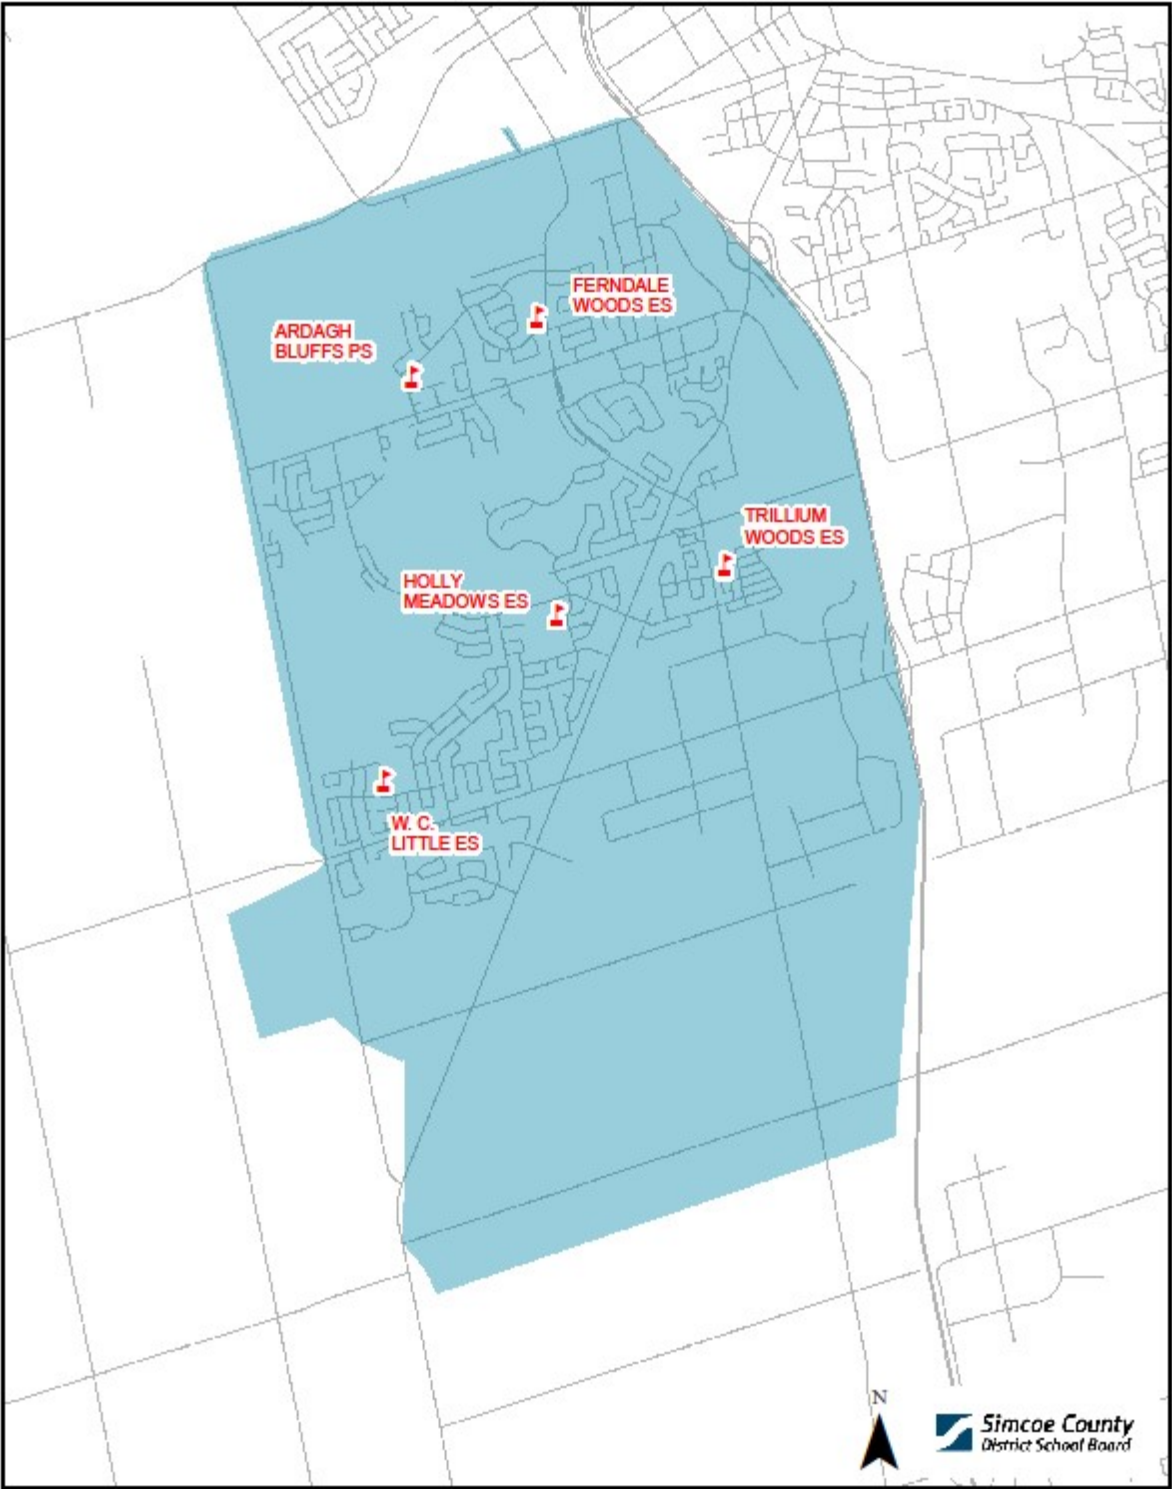 FERNDALE
WOODS ES
ARDAGH
BLUFFS PS
TRILLIUM
WOODS ES
HOLLY
MEADOWS ES
W. C.
LITTLE ES
N
Simcoe County
District School Board